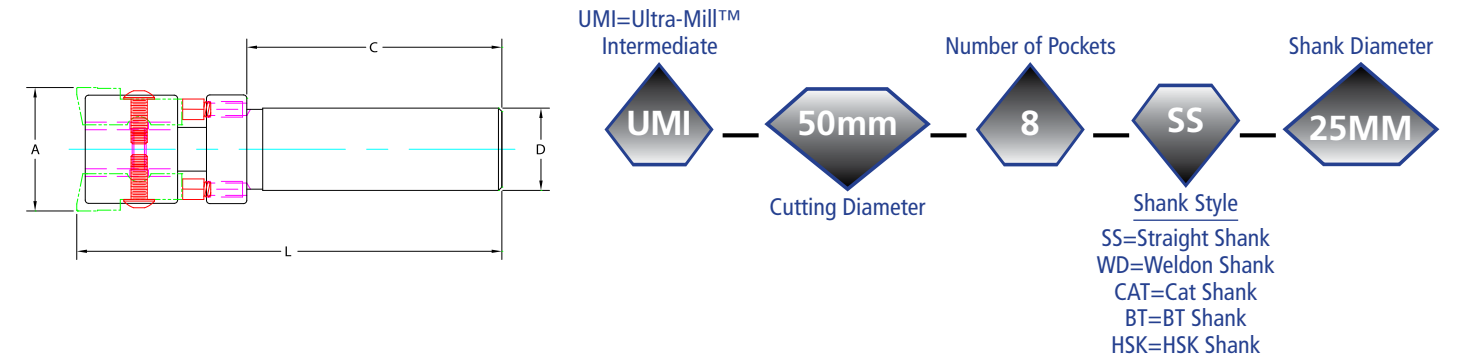 C
A
D
L
UMI=Ultra-Mill™
Intermediate
Number of Pockets
Shank Diameter
UMI
50mm
8
SS
25MM
Cutting Diameter
Shank Style
SS=Straight Shank
WD=Weldon Shank
CAT=Cat Shank
BT=BT Shank
HSK=HSK Shank